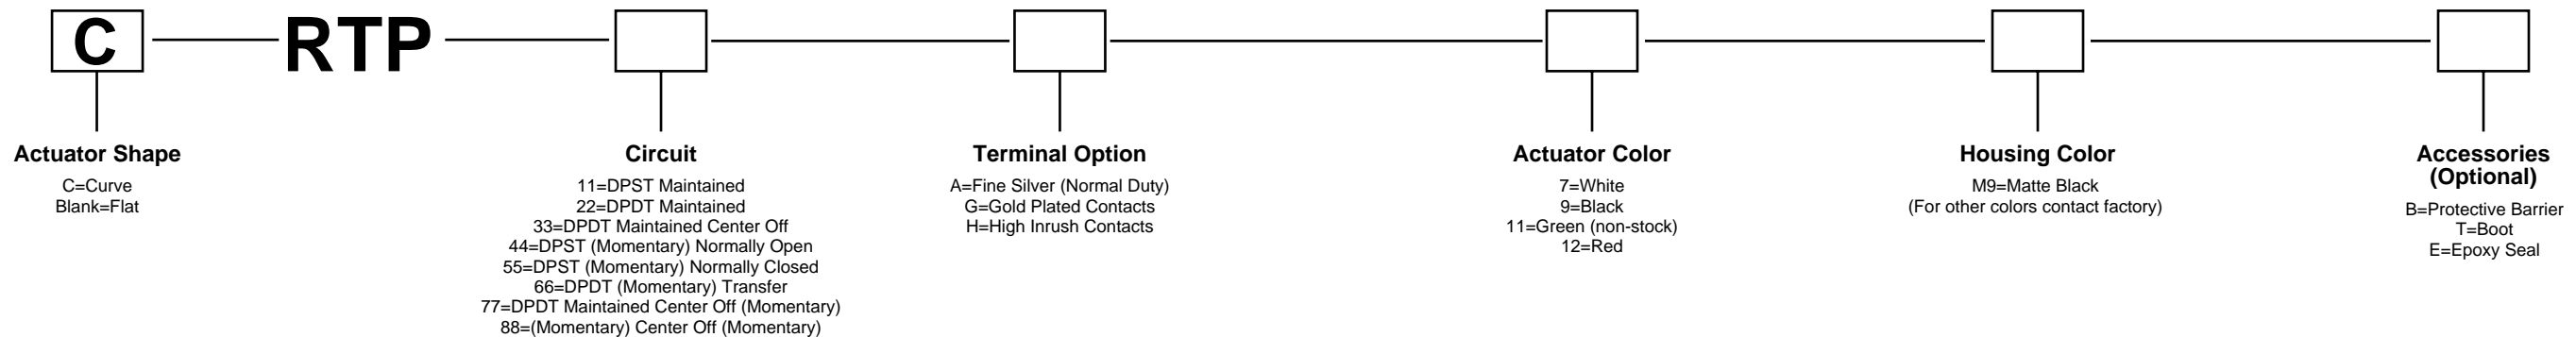 C RTP
Actuator Shape
C=Curve
Blank=Flat
Circuit
11=DPST Maintained
22=DPDT Maintained
33=DPDT Maintained Center Off
44=DPST (Momentary) Normally Open
55=DPST (Momentary) Normally Closed
66=DPDT (Momentary) Transfer
77=DPDT Maintained Center Off (Momentary)
88=(Momentary) Center Off (Momentary)
Terminal Option
A=Fine Silver (Normal Duty)
G=Gold Plated Contacts
H=High Inrush Contacts
Actuator Color
7=White
9=Black
11=Green (non-stock)
12=Red
Housing Color
M9=Matte Black
(For other colors contact factory)
Accessories
(Optional)
B=Protective Barrier
T=Boot
E=Epoxy Seal